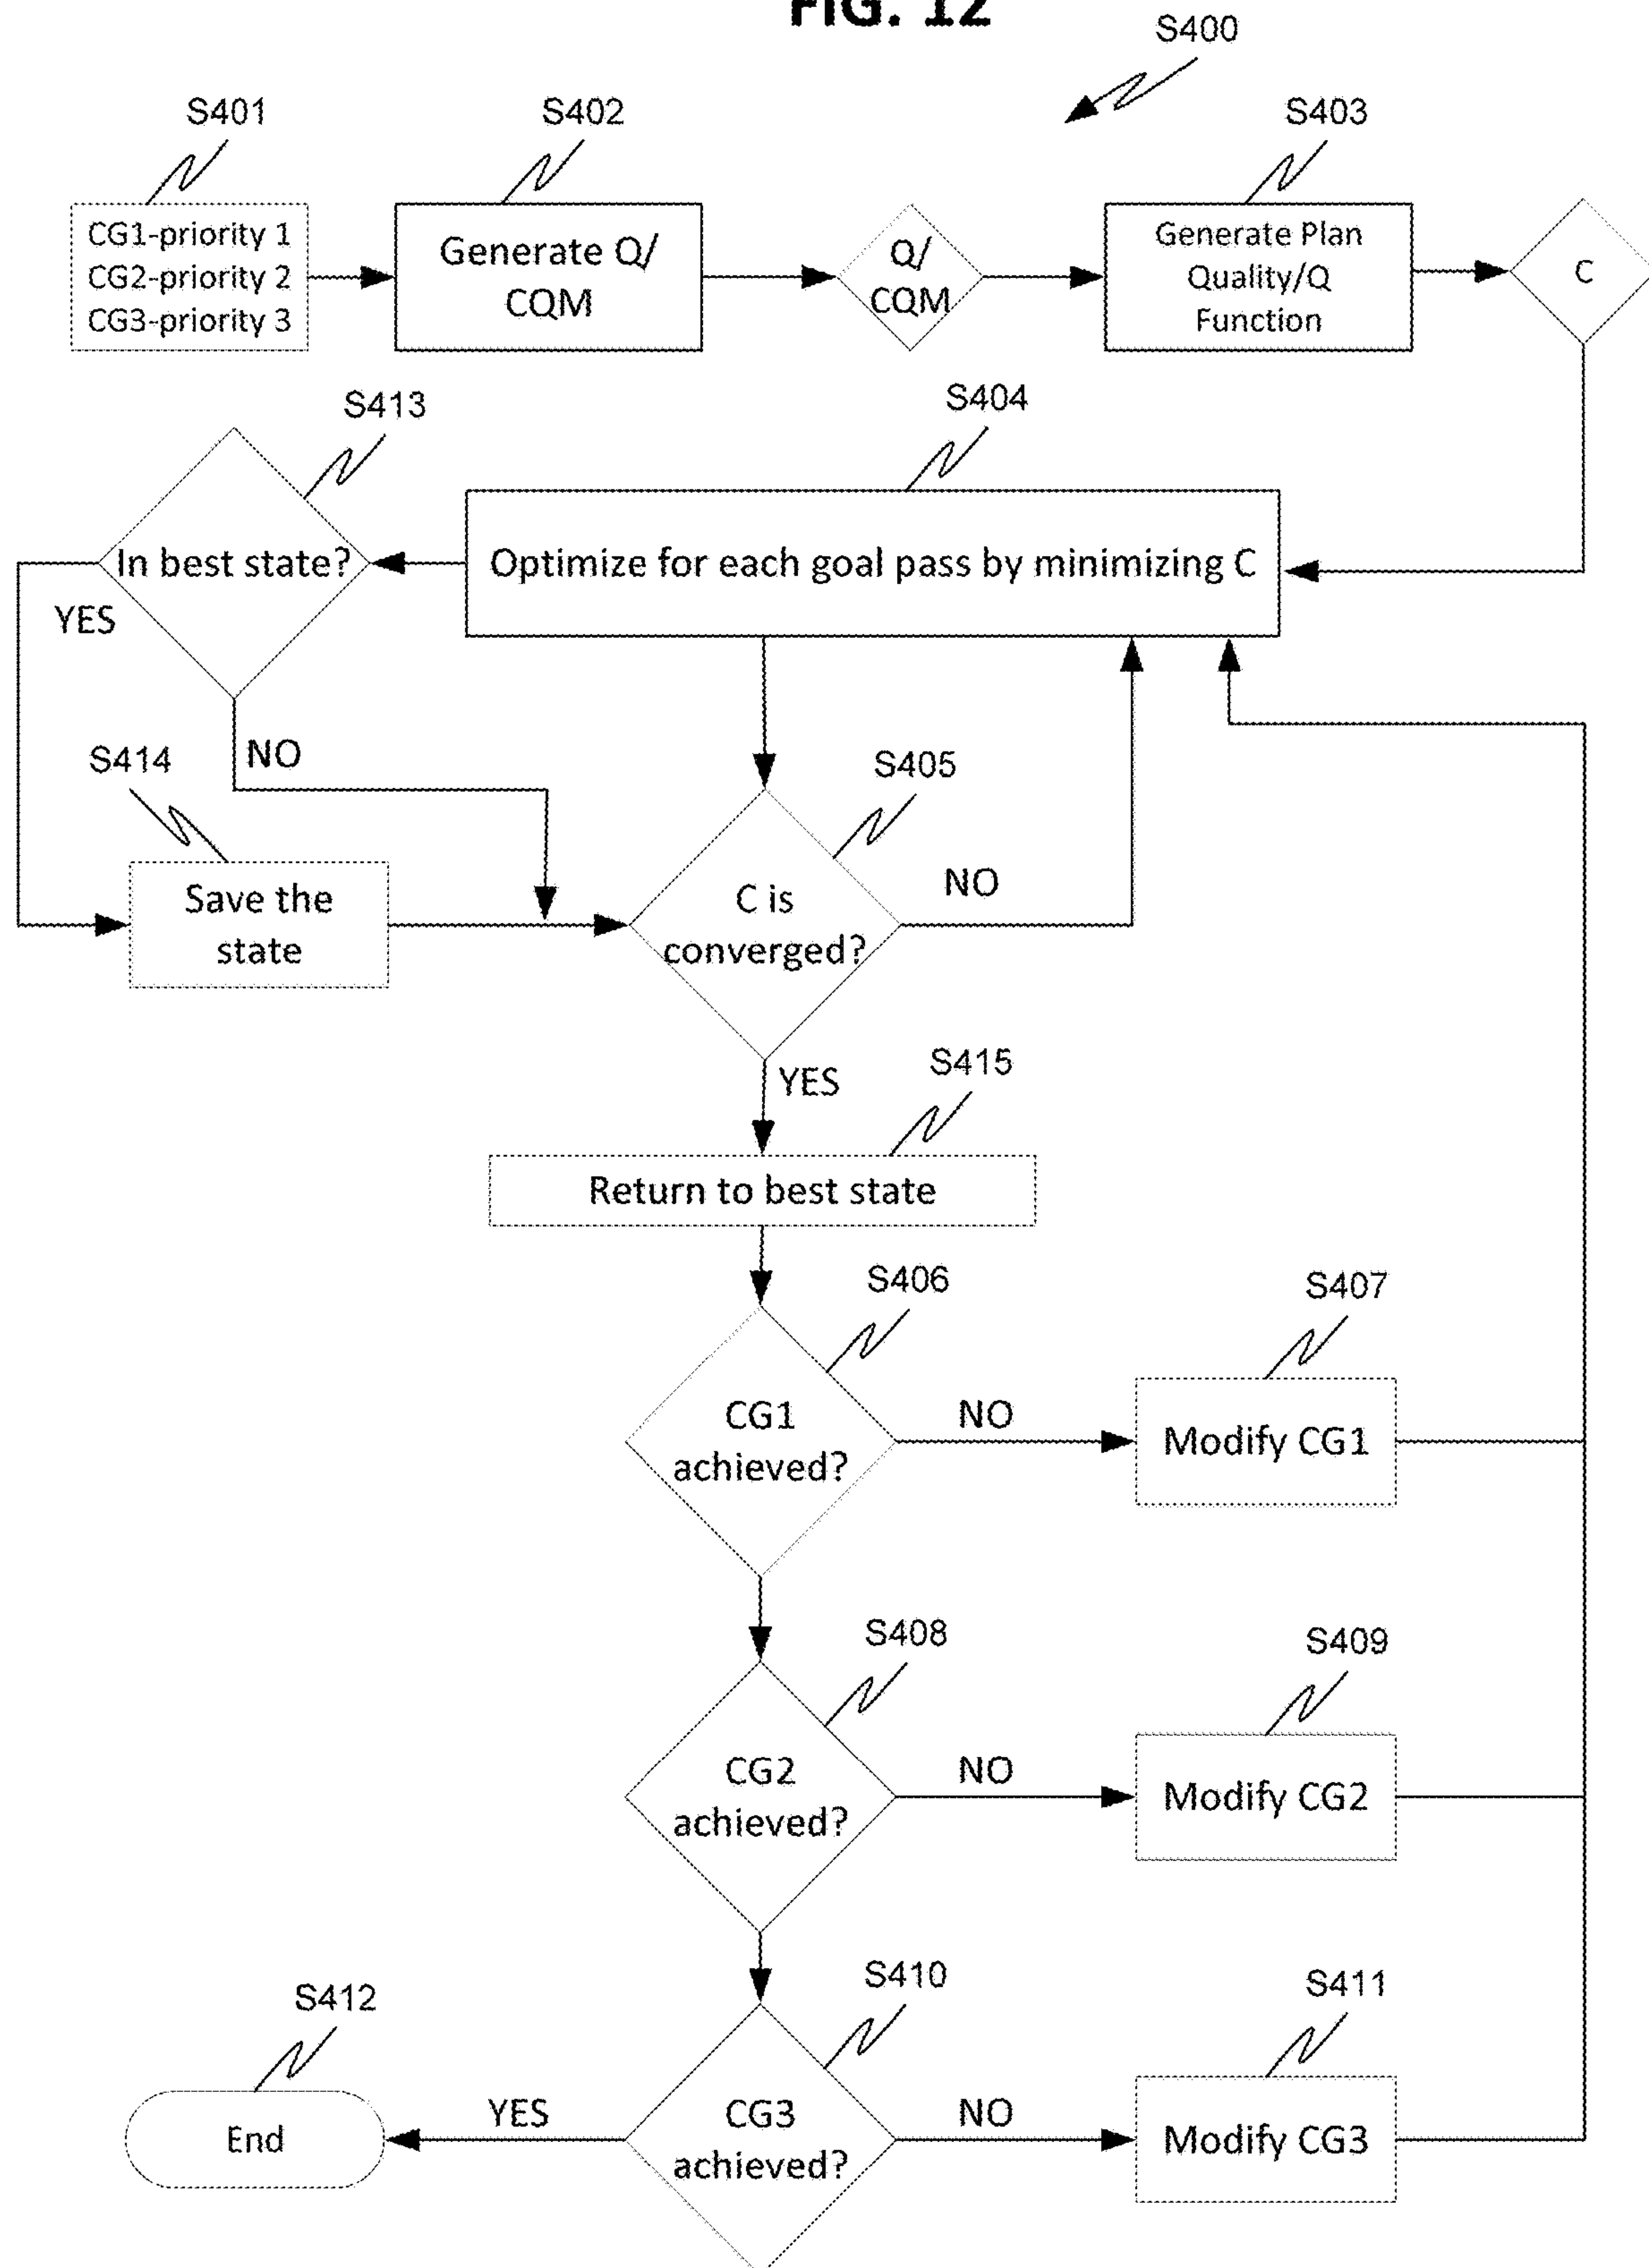 FIG. 12
S400
S401
S402
S403
CG1-priority 1
CG2-priority 2
CG3-priority 3
Generate Q/
CQM
Q/
CQM
Generate Plan
Quality/Q
Function
C
S413
S404
In best state?
Optimize for each goal pass by minimizing C
YES
NO
S414
S405
Save the
state
C is
converged?
NO
YES
S415
Return to best state
S406
S407
CG1
achieved?
NO
Modify CG1
S408
S409
CG2
achieved?
NO
Modify CG2
S412
S410
S411
End
YES
CG3
achieved?
NO
Modify CG3